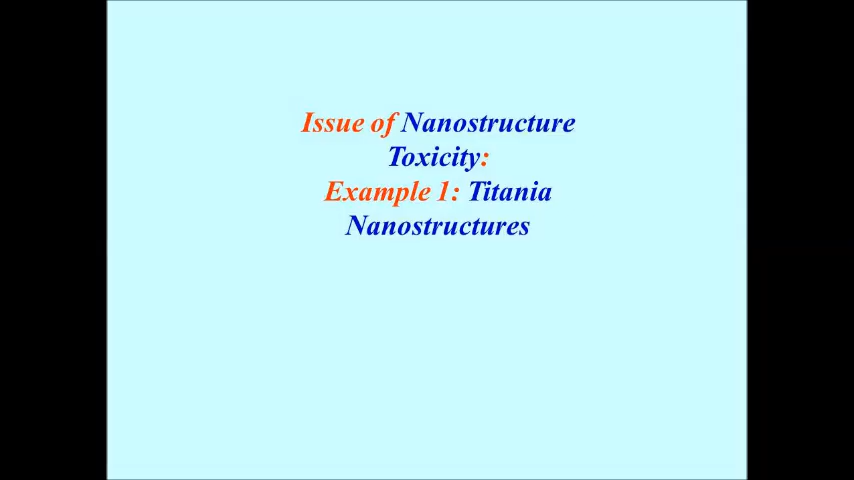 Issue of Nanostructure
Toxicity:
Example 1: Titania
Nanostructures